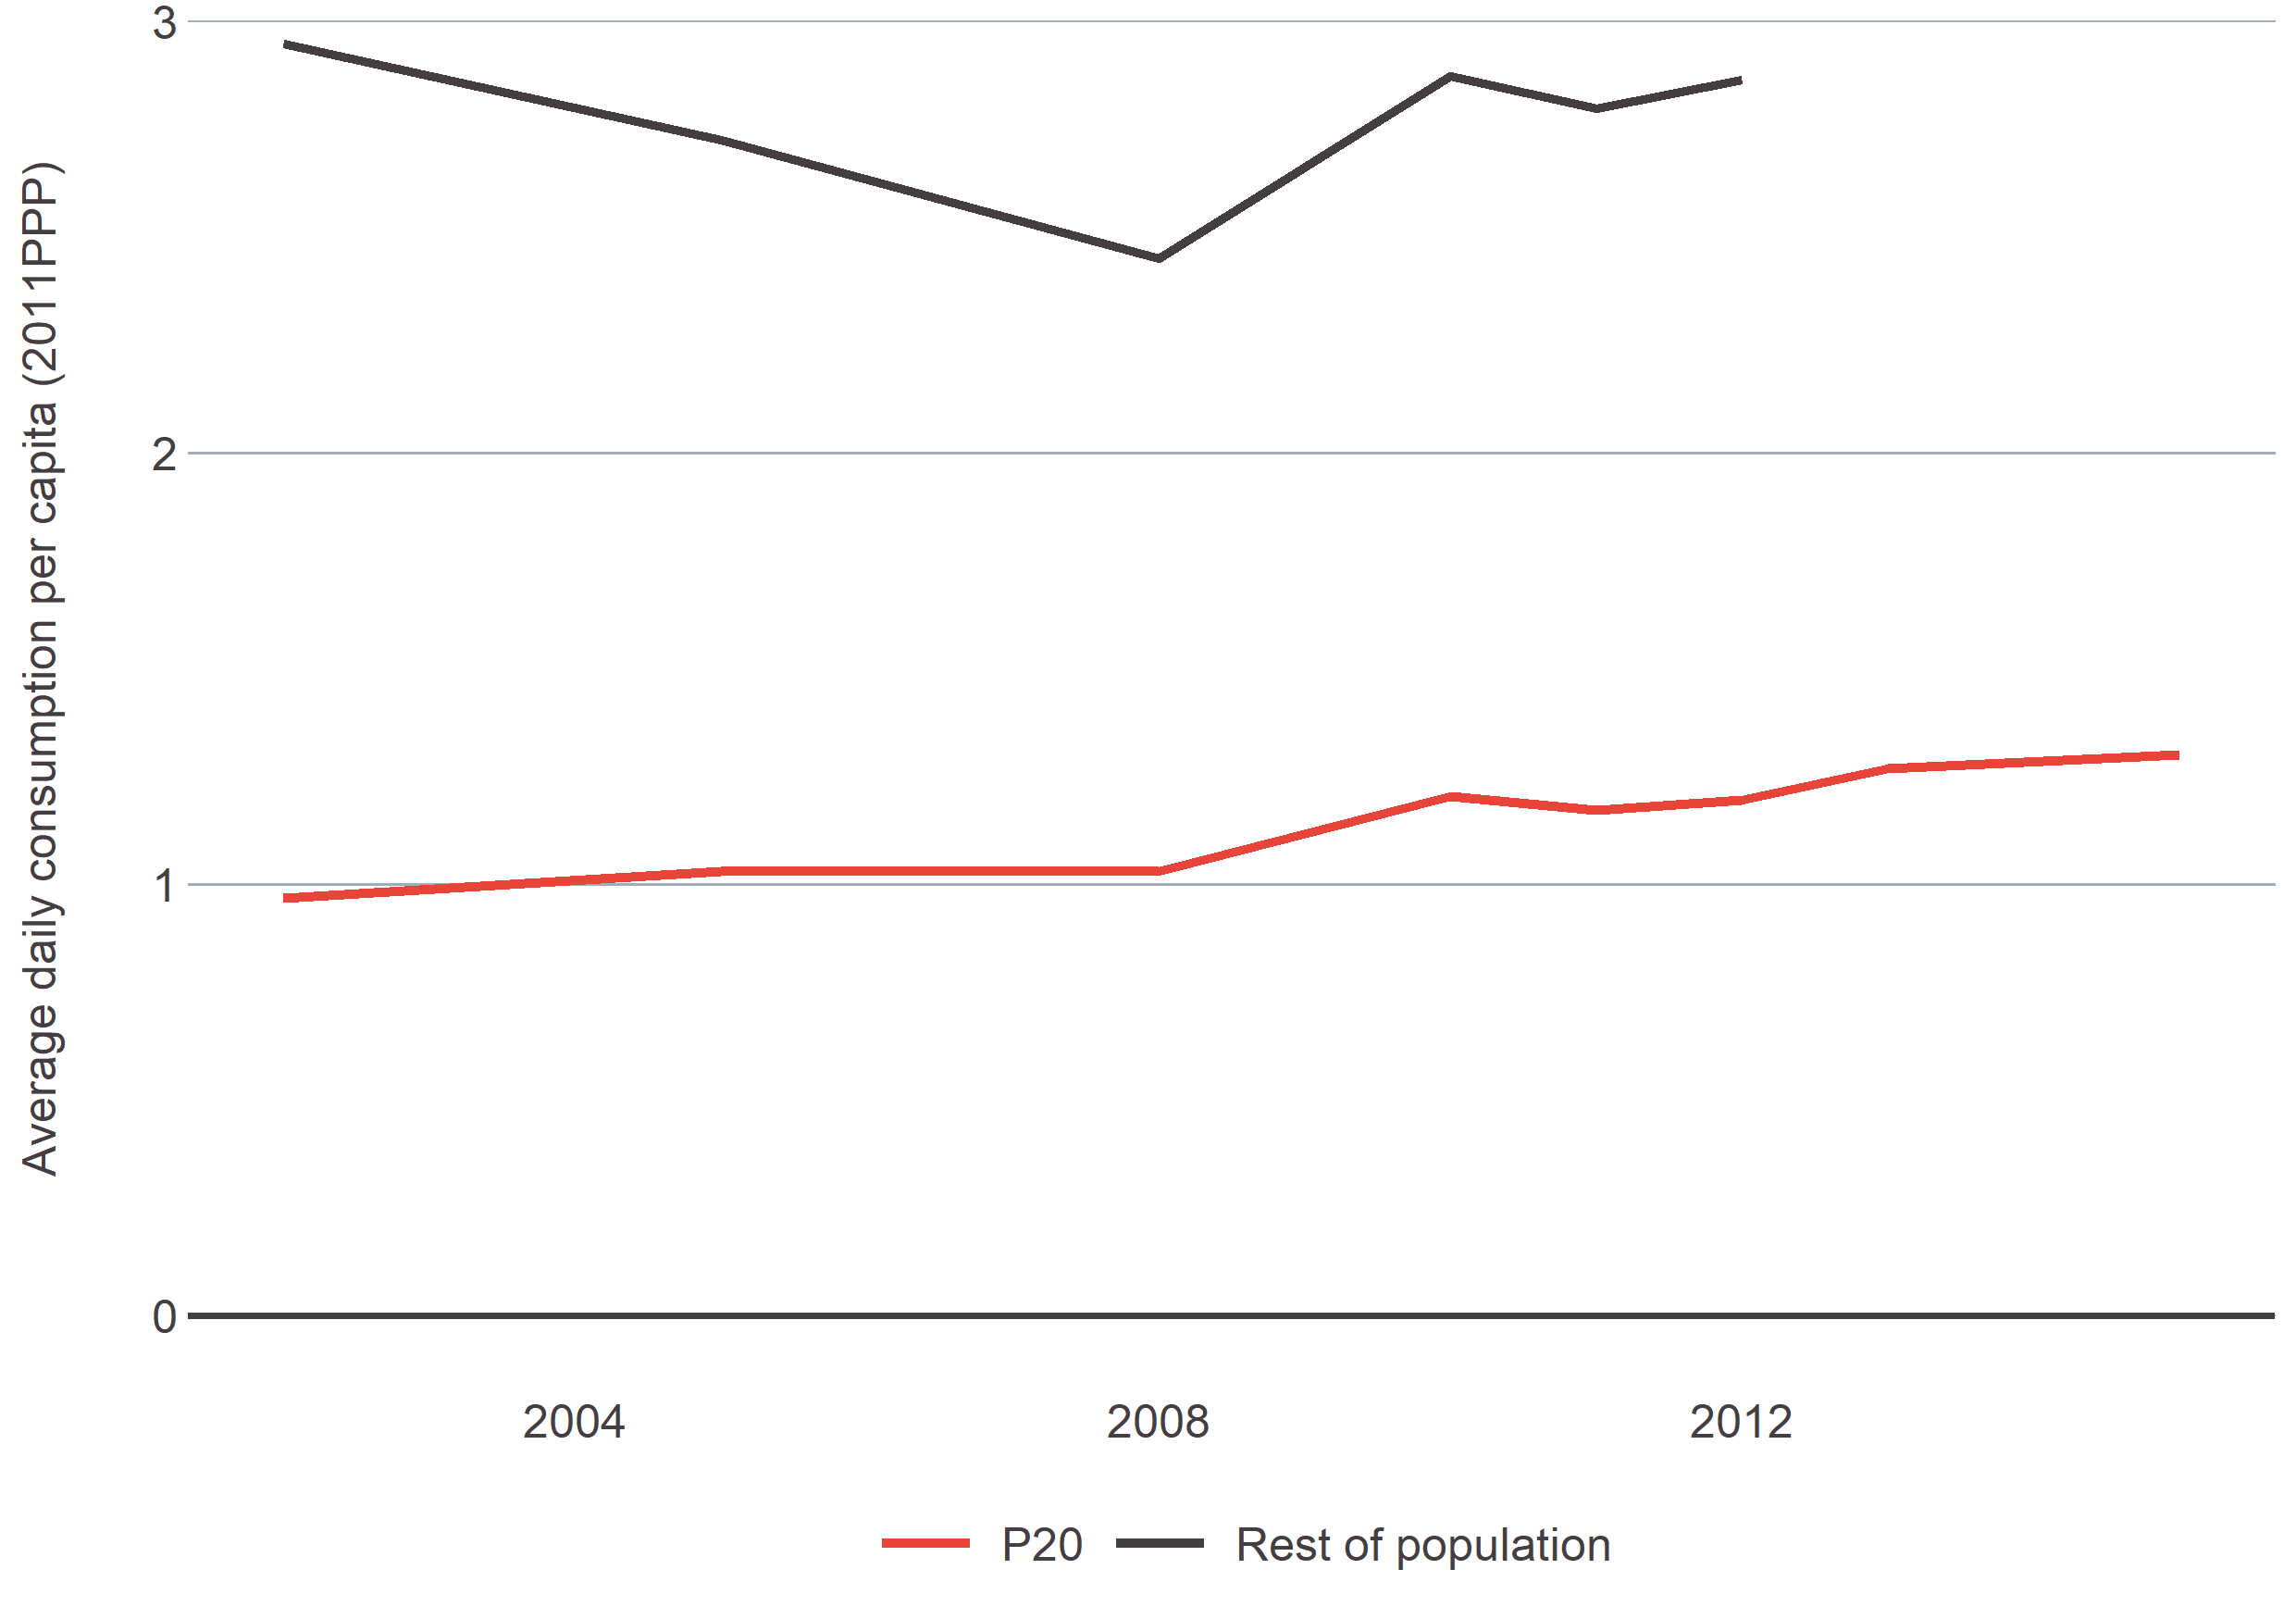 Average daily consumption per capita (2011PPP)
3
2
1
0
2004 2008 2012
P20 Rest of population